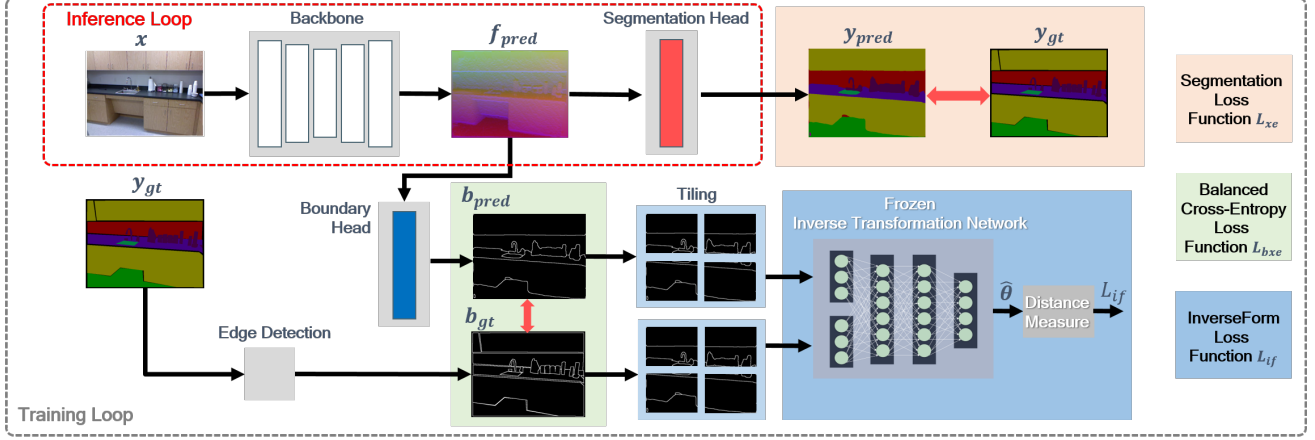 Inference Loop
x
Backbone
f_pred
Segmentation Head
y_pred
y_gt
Segmentation
Loss
Function L_xe
y_gt
Boundary
Head
b_pred
Tiling
Frozen
Inverse Transformation Network
Balanced
Cross-Entropy
Loss
Function L_bxe
b_gt
θ̂
Distance
Measure
L_if
Edge Detection
InverseForm
Loss
Function L_if
Training Loop